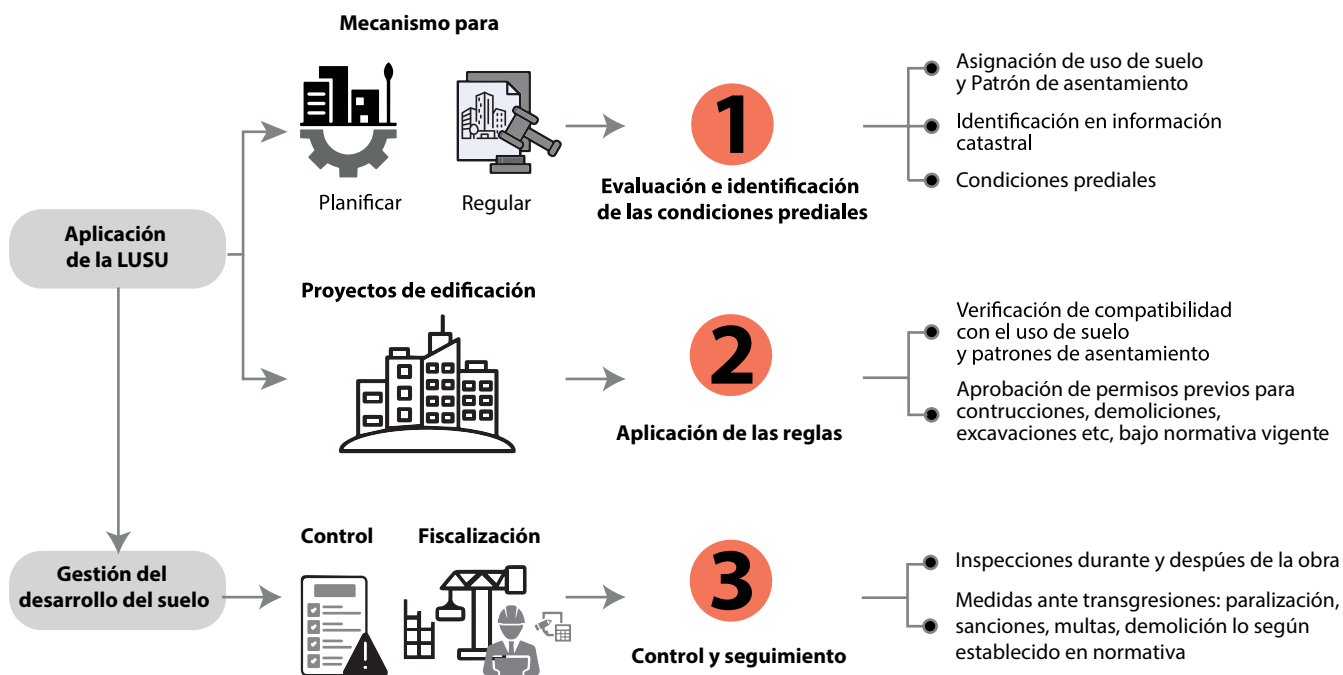 Mecanismo para
Planificar
Regular
1
Evaluación e identificación
de las condiciones prediales
Asignación de uso de suelo
y Patrón de asentamiento
Identificación en información
catastral
Condiciones prediales
Aplicación
de la LUSU
Proyectos de edificación
2
Aplicación de las reglas
Verificación de compatibilidad
con el uso de suelo
y patrones de asentamiento
Aprobación de permisos previos para
contrucciones, demoliciones,
excavaciones etc, bajo normativa vigente
Gestión del
desarrollo del suelo
Control
Fiscalización
3
Control y seguimiento
Inspecciones durante y despúes de la obra
Medidas ante transgresiones: paralización,
sanciones, multas, demolición lo según
establecido en normativa